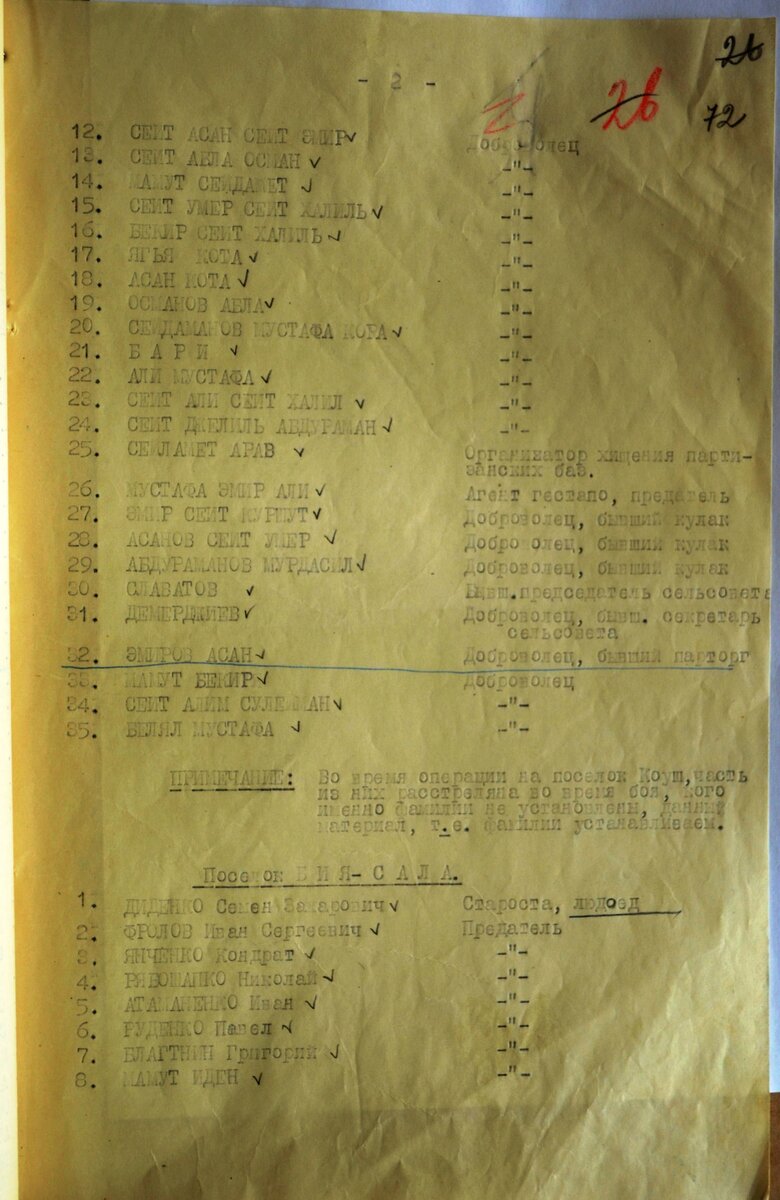 26
- 2 -
26
72
12. СЕИТ АСАН СЕИТ ЭМИР ✓ Доброволец
13. СЕИТ АБЛА ОСМАН ✓ -"-
14. МАМУТ СЕЙДАМЕТ ✓ -"-
15. СЕИТ УМЕР СЕИТ ХАЛИЛЬ ✓ -"-
16. БЕКИР СЕИТ ХАЛИЛЬ ✓ -"-
17. ЯГЬЯ КОТА ✓ -"-
18. АСАН КОТА ✓ -"-
19. ОСМАНОВ АБЛА ✓ -"-
20. СЕЙДАМАНОВ МУСТАФА КОРА ✓ -"-
21. Б А Р И ✓ -"-
22. АЛИ МУСТАФА ✓ -"-
23. СЕИТ АЛИ СЕИТ ХАЛИЛ ✓ -"-
24. СЕИТ ДЖЕЛИЛЬ АБДУРАМАН ✓ -"-
25. СЕЙЛАМЕТ АРАВ ✓ Организатор хищения парти-
занских баз.
26. МУСТАФА ЭМИР АЛИ ✓ Агент гестапо, предатель
27. ЭМИР СЕИТ КУРПУТ ✓ Доброволец, бывший кулак
28. АСАНОВ СЕИТ УМЕР ✓ Доброволец, бывший кулак
29. АБДУРАМАНОВ МУРДАСИЛ ✓ Доброволец, бывший кулак
30. СЛАВАТОВ ✓ Бывш.председатель сельсовета
31. ДЕМЕРДЖИЕВ ✓ Доброволец, бывш. секретарь
сельсовета
32. ЭМИРОВ АСАН ✓ Доброволец, бывший парторг
33. МАМУТ БЕКИР ✓ Доброволец
34. СЕИТ АЛИМ СУЛЕЙМАН ✓ -"-
35. БЕЛЯЛ МУСТАФА ✓ -"-
ПРИМЕЧАНИЕ: Во время операции на поселок Коуш,часть
из них расстреляна во время боя, кого
именно фамилии не установлены, данный
материал, т.е. фамилии устанавливаем.
Поселок Б И Я - С А Л А.
1. ДИДЕНКО Семен Захарович ✓ Староста, людоед
2. ФРОЛОВ Иван Сергеевич ✓ Предатель
3. ЯНЧЕНКО Кондрат ✓ -"-
4. РЯБОШАПКО Николай ✓ -"-
5. АТАМАНЕНКО Иван ✓ -"-
6. РУДЕНКО Павел ✓ -"-
7. БЛАГТНИН Григорий ✓ -"-
8. МАМУТ ИДЕН ✓ -"-